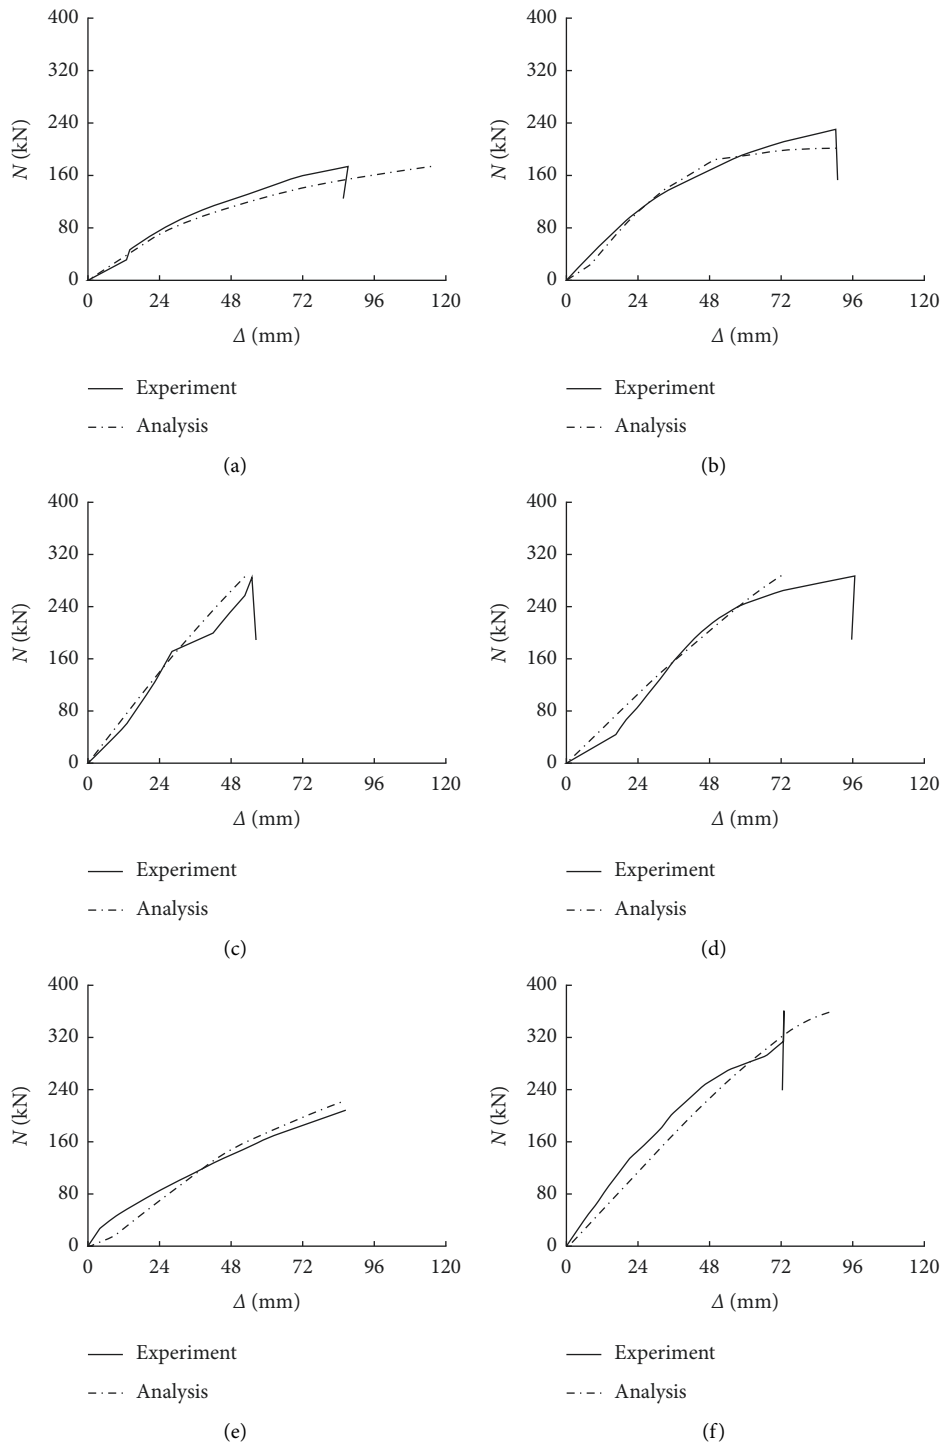 400
320
240
160
80
0
N (kN)
0 24 48 72 96 120
Δ (mm)
Experiment
Analysis
(a)
400
320
240
160
80
0
N (kN)
0 24 48 72 96 120
Δ (mm)
Experiment
Analysis
(b)
400
320
240
160
80
0
N (kN)
0 24 48 72 96 120
Δ (mm)
Experiment
Analysis
(c)
400
320
240
160
80
0
N (kN)
0 24 48 72 96 120
Δ (mm)
Experiment
Analysis
(d)
400
320
240
160
80
0
N (kN)
0 24 48 72 96 120
Δ (mm)
Experiment
Analysis
(e)
400
320
240
160
80
0
N (kN)
0 24 48 72 96 120
Δ (mm)
Experiment
Analysis
(f)